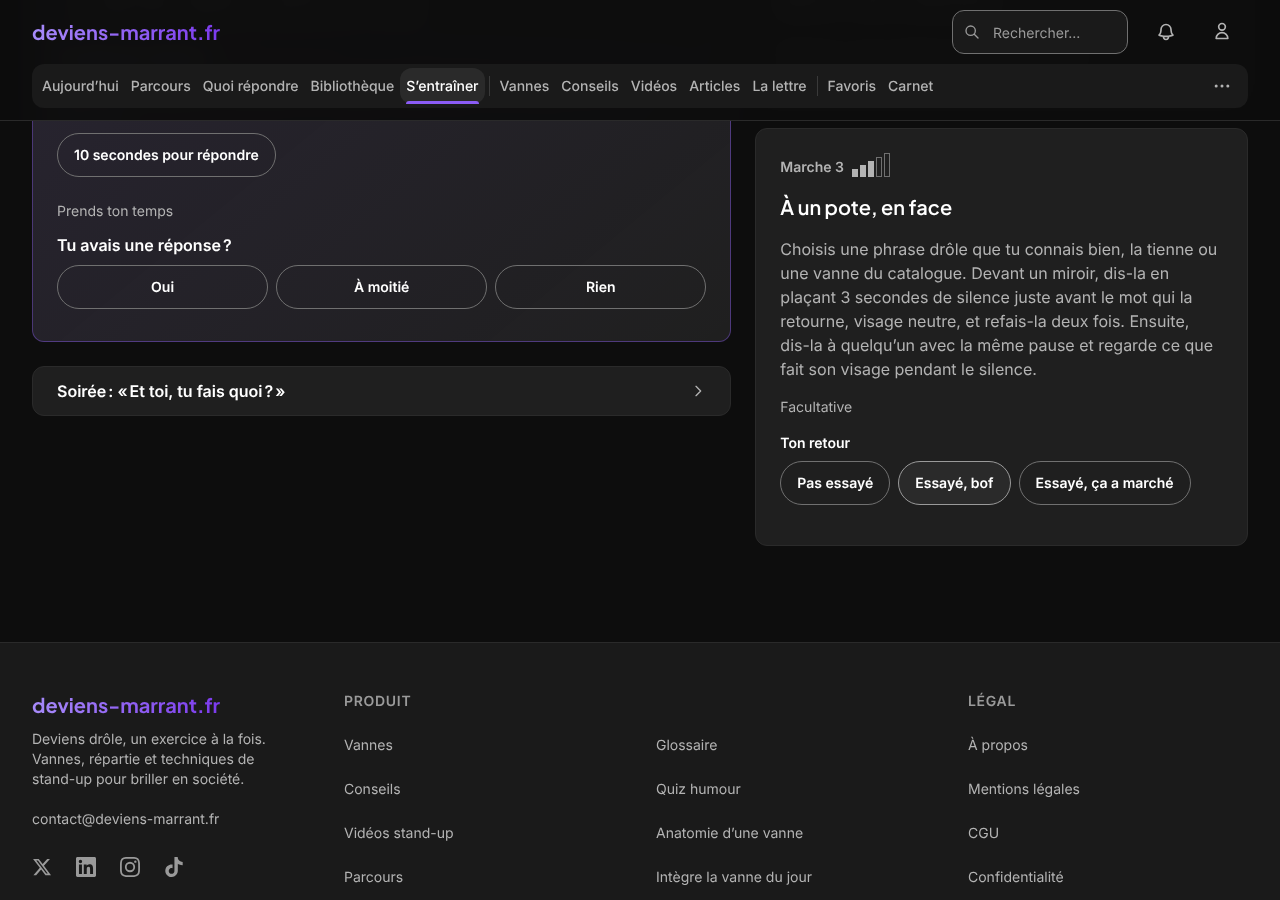 deviens-marrant.fr
Rechercher...
Aujourd’hui Parcours Quoi répondre Bibliothèque S’entraîner Vannes Conseils Vidéos Articles La lettre Favoris Carnet
10 secondes pour répondre
Prends ton temps
Tu avais une réponse ?
Oui
À moitié
Rien
Soirée : « Et toi, tu fais quoi ? »
Marche 3
À un pote, en face
Choisis une phrase drôle que tu connais bien, la tienne ou
une vanne du catalogue. Devant un miroir, dis-la en
plaçant 3 secondes de silence juste avant le mot qui la
retourne, visage neutre, et refais-la deux fois. Ensuite,
dis-la à quelqu’un avec la même pause et regarde ce que
fait son visage pendant le silence.
Facultative
Ton retour
Pas essayé
Essayé, bof
Essayé, ça a marché
deviens-marrant.fr
Deviens drôle, un exercice à la fois.
Vannes, répartie et techniques de
stand-up pour briller en société.
contact@deviens-marrant.fr
PRODUIT
Vannes
Conseils
Vidéos stand-up
Parcours
Glossaire
Quiz humour
Anatomie d’une vanne
Intègre la vanne du jour
LÉGAL
À propos
Mentions légales
CGU
Confidentialité